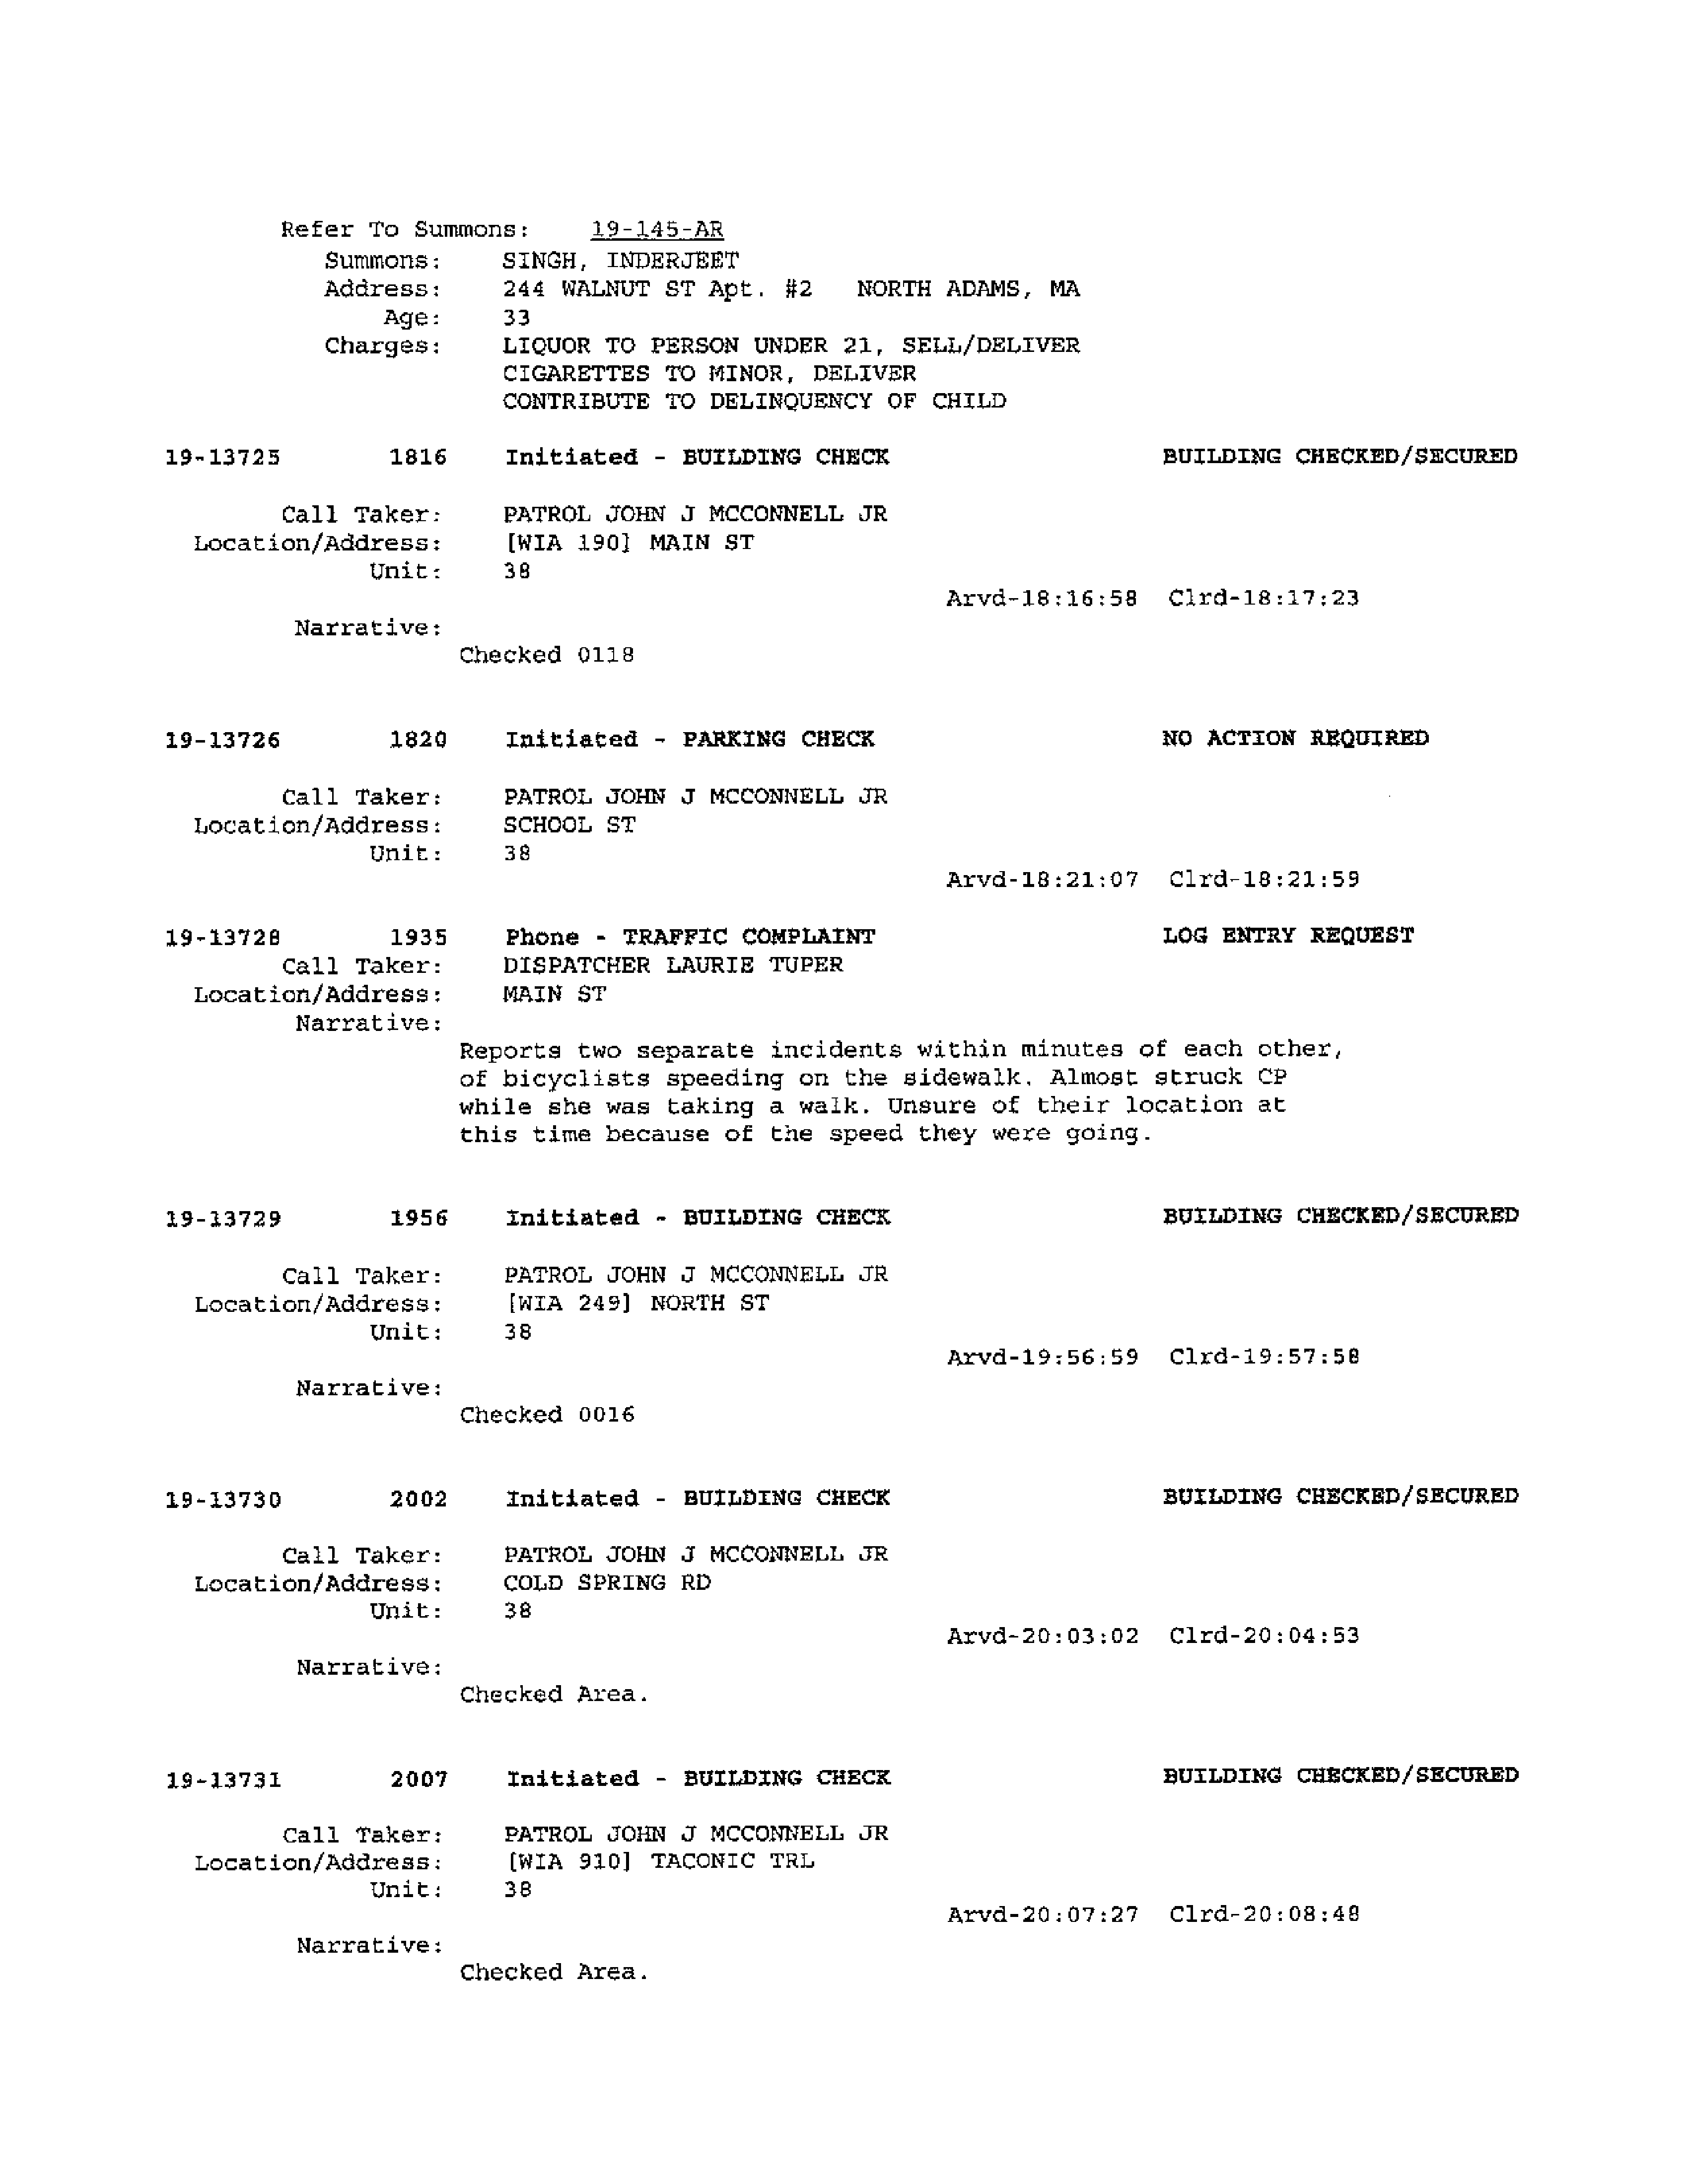 Refer To Summons: 19-145-AR
Summons: SINGH, INDERJEET
Address: 244 WALNUT ST Apt. #2 NORTH ADAMS, MA
Age: 33
Charges: LIQUOR TO PERSON UNDER 21, SELL/DELIVER
CIGARETTES TO MINOR, DELIVER
CONTRIBUTE TO DELINQUENCY OF CHILD
19-13725 1816 Initiated - BUILDING CHECK BUILDING CHECKED/SECURED
Call Taker: PATROL JOHN J MCCONNELL JR
Location/Address: [WIA 190] MAIN ST
Unit: 38
Arvd-18:16:58 Clrd-18:17:23
Narrative:
Checked 0118
19-13726 1820 Initiated - PARKING CHECK NO ACTION REQUIRED
Call Taker: PATROL JOHN J MCCONNELL JR
Location/Address: SCHOOL ST
Unit: 38
Arvd-18:21:07 Clrd-18:21:59
19-13728 1935 Phone - TRAFFIC COMPLAINT LOG ENTRY REQUEST
Call Taker: DISPATCHER LAURIE TUPER
Location/Address: MAIN ST
Narrative:
Reports two separate incidents within minutes of each other,
of bicyclists speeding on the sidewalk. Almost struck CP
while she was taking a walk. Unsure of their location at
this time because of the speed they were going.
19-13729 1956 Initiated - BUILDING CHECK BUILDING CHECKED/SECURED
Call Taker: PATROL JOHN J MCCONNELL JR
Location/Address: [WIA 249] NORTH ST
Unit: 38
Arvd-19:56:59 Clrd-19:57:58
Narrative:
Checked 0016
19-13730 2002 Initiated - BUILDING CHECK BUILDING CHECKED/SECURED
Call Taker: PATROL JOHN J MCCONNELL JR
Location/Address: COLD SPRING RD
Unit: 38
Arvd-20:03:02 Clrd-20:04:53
Narrative:
Checked Area.
19-13731 2007 Initiated - BUILDING CHECK BUILDING CHECKED/SECURED
Call Taker: PATROL JOHN J MCCONNELL JR
Location/Address: [WIA 910] TACONIC TRL
Unit: 38
Arvd-20:07:27 Clrd-20:08:48
Narrative:
Checked Area.